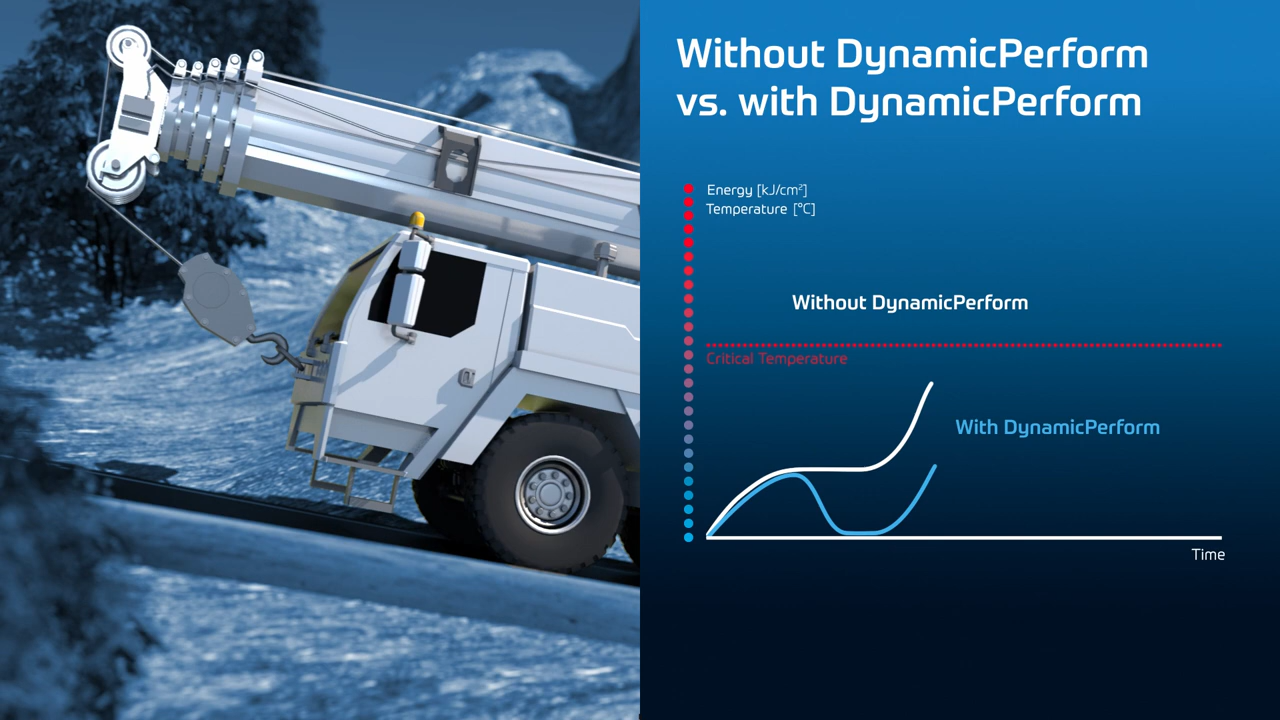 Without DynamicPerform
vs. with DynamicPerform
Energy [kJ/cm²]
Temperature [°C]
Without DynamicPerform
Critical Temperature
With DynamicPerform
Time